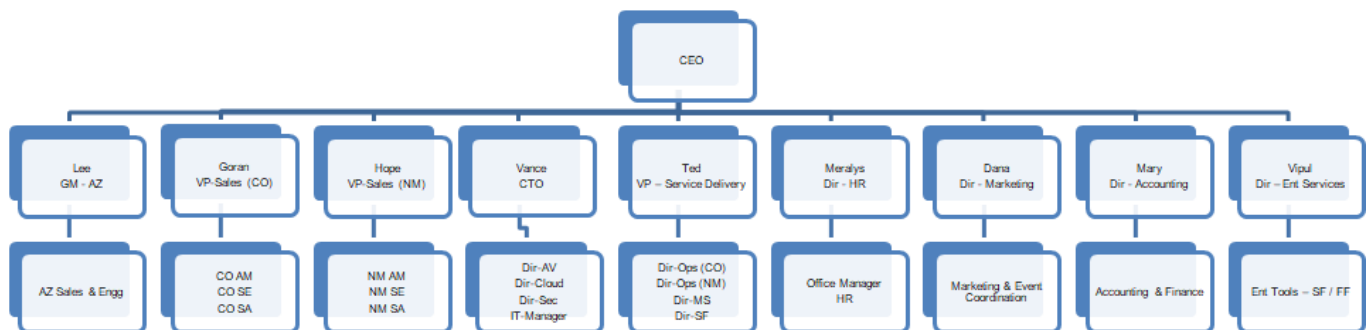 CEO
Lee
GM - AZ
Goran
VP-Sales (CO)
Hope
VP-Sales (NM)
Vance
CTO
Ted
VP – Service Delivery
Meralys
Dir - HR
Dana
Dir - Marketing
Mary
Dir - Accounting
Vipul
Dir – Ent Services
AZ Sales & Engg
CO AM
CO SE
CO SA
NM AM
NM SE
NM SA
Dir-AV
Dir-Cloud
Dir-Sec
IT-Manager
Dir-Ops (CO)
Dir-Ops (NM)
Dir-MS
Dir-SF
Office Manager
HR
Marketing & Event
Coordination
Accounting & Finance
Ent Tools – SF / FF